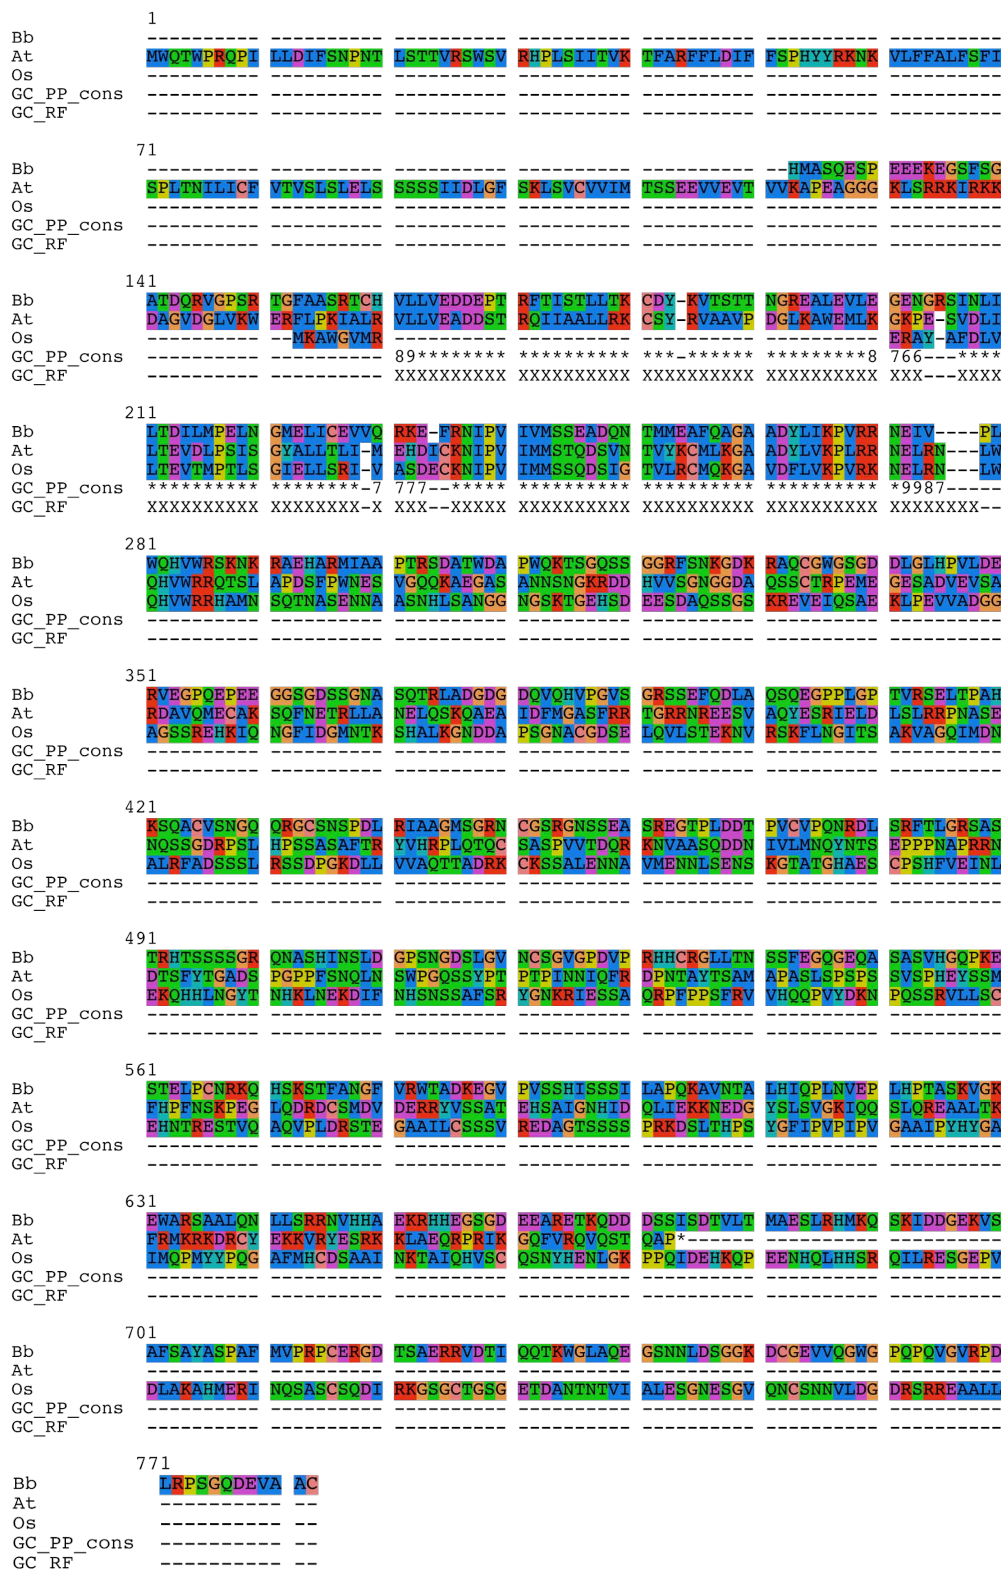 1
Bb ---------- ---------- ---------- ---------- ---------- ---------- ----------
At MWQTWPRQPI LLDIFSNPNT LSTTVRSWSV RHPLSIITVK TFARFFLDIF FSPHYYRKNK VLFFALFSFI
Os ---------- ---------- ---------- ---------- ---------- ---------- ----------
GC_PP_cons ---------- ---------- ---------- ---------- ---------- ---------- ----------
GC_RF ---------- ---------- ---------- ---------- ---------- ---------- ----------
71
Bb ---------- ---------- ---------- ---------- ---------- --HMASQESP EEEKEGSFSG
At SPLTNILICF VTVSLSLELS SSSSIIDLGF SKLSVCVVIM TSSEEVVEVT VVKAPEAGGG KLSRRKIRKK
Os ---------- ---------- ---------- ---------- ---------- ---------- ----------
GC_PP_cons ---------- ---------- ---------- ---------- ---------- ---------- ----------
GC_RF ---------- ---------- ---------- ---------- ---------- ---------- ----------
141
Bb ATDQRVGPSR TGFAASRTCH VLLVEDDEPT RFTISTLLTK CDY-KVTSTT NGREALEVLE GENGRSINLI
At DAGVDGLVKW ERFLPKIALR VLLVEADDST RQIIAALLRK CSY-RVAAVP DGLKAWEMLK GKPE-SVDLI
Os ---------- --MKAWGVMR ---------- ---------- ---------- ---------- ERAY-AFDLV
GC_PP_cons ---------- ---------- 89******** ********** ***-****** *********8 766---****
GC_RF ---------- ---------- XXXXXXXXXX XXXXXXXXXX XXXXXXXXXX XXXXXXXXXX XXX---XXXX
211
Bb LTDILMPELN GMELICEVVQ RKE-FRNIPV IVMSSEADQN TMMEAFQAGA ADYLIKPVRR NEIV----PL
At LTEVDLPSIS GYALLTLI-M EHDICKNIPV IMMSTQDSVN TVYKCMLKGA ADYLVKPLRR NELRN---LW
Os LTEVTMPTLS GIELLSRI-V ASDECKNIPV IMMSSQDSIG TVLRCMQKGA VDFLVKPLRR NELRN---LW
GC_PP_cons ********** ********-7 777--***** ********** ********** ********** *9987-----
GC_RF XXXXXXXXXX XXXXXXXX-X XXX--XXXXX XXXXXXXXXX XXXXXXXXXX XXXXXXXXXX XXXXXXXX--
281
Bb WQHVWRSKNK RAEHARMIAA PTRSDATWDA PWQKTSGQSS GGRFSNKGDK RAQCGWGSGD DLGLHPVLDE
At QHVWRRQTSL APDSFPWNES VGQQKAEGAS ANNSNGKRDD HVVSGNGGDA QSSCTRPEME GESADVEVSA
Os QHVWRRHAMN SQTNASENNA ASNHLSANGG NGSKTGEHSD EESDAQSSGS KREVEIQSAE KLPEVVADGG
GC_PP_cons ---------- ---------- ---------- ---------- ---------- ---------- ----------
GC_RF ---------- ---------- ---------- ---------- ---------- ---------- ----------
351
Bb RVEGPQEPEE GGSGDSSGNA SQTRLADGDG DQVQHVPGVS GRSSEFQDLA QSQEGPPLGP TVRSELTPAH
At RDAVQMECAK SQFNETRLLA NELQSKQAEA IDFMGASFRR TGRRNREESV AQYESRIELD LSLRRPNASE
Os AGSSREHKIQ NGFIDGMNTK SHALKGNDDA PSGNACGDSE LQVLSTEKNV RSKFLNGITS AKVAGQIMDN
GC_PP_cons ---------- ---------- ---------- ---------- ---------- ---------- ----------
GC_RF ---------- ---------- ---------- ---------- ---------- ---------- ----------
421
Bb KSQACVSNGQ QRGCSNSPDL RIAAGMSGRN CGSRGNSSEA SREGTPLDDT PVCVPQNRDL SRFTLGRSAS
At NQSSGDRPSL HPSSASAFTR YVHRPLQTQC SASPVVTDQR KNVAASQDDN IVLMNQYNTS EPPPNAPRRN
Os ALRFADSSSL RSSDPGKDLL VVAQTTADRK CKSSALENNA VMENNLSENS KGTATGHAES CPSHFVEINL
GC_PP_cons ---------- ---------- ---------- ---------- ---------- ---------- ----------
GC_RF ---------- ---------- ---------- ---------- ---------- ---------- ----------
491
Bb TRHTSSSSGR QNASHINSLD GPSNGDSLGV NCSGVGPDVP RHHCRGLLTN SSFEGQGEQA SASVHGQPKE
At DTSFYTGADS PGPPFSNQLN SWPGQSSYPT PTPINNIQFR DPNTAYTSAM APASLSPSPS SVSPHEYSSM
Os EKQHHLNGYT NHKLNEKDIF NHSNSSAFSR YGNKRIESSA QRPFPPSFRV VHQQPVYDKN PQSSRVLLSC
GC_PP_cons ---------- ---------- ---------- ---------- ---------- ---------- ----------
GC_RF ---------- ---------- ---------- ---------- ---------- ---------- ----------
561
Bb STELPCNRKQ HSKSTFANGF VRWTADKEGV PVSSHISSSI LAPQKAVNTA LHIQPLNVEP LHPTASKVGK
At FHPFNSKPEG LQDRDCSMDV DERRYVSSAT EHSAIGNHID QLIEKKNEDG YSLSVGKIQQ SLQREAALTK
Os EHNTRESTVQ AQVPLDRSTE GAAILCSSSV REDAGTSSSS PRKDSLTHPS YGFIPVPIPV GAAIPYHYGA
GC_PP_cons ---------- ---------- ---------- ---------- ---------- ---------- ----------
GC_RF ---------- ---------- ---------- ---------- ---------- ---------- ----------
631
Bb EWARSAALQN LLSRRNVHHA EKRHHEGSGD EEARETKQDD DSSISDTVLT MAESLRHMKQ SKIDDGEKVS
At FRMKRKDRCY EKKVRYESRK KLAEQRPRIK GQFVRQVQST QAP*------ ---------- ----------
Os IMQPMYYPQG AFMHCDSAAI NKTAIQHVSC QSNYHENLGK PPQIDEHKQP EENHQLHHSR QILRESGEPV
GC_PP_cons ---------- ---------- ---------- ---------- ---------- ---------- ----------
GC_RF ---------- ---------- ---------- ---------- ---------- ---------- ----------
701
Bb AFSAYASPAF MVPRPCERGD TSAERRVDTI QQTKWGLAQE GSNNLDSGGK DCGEVVQGWG PQPQVGVRPD
At ---------- ---------- ---------- ---------- ---------- ---------- ----------
Os DLAKAHMERI NQSASCSQDI RKGSGCTGSG ETDANTNTVI ALESGNESGV QNCSNNVLDG DRSRREAALL
GC_PP_cons ---------- ---------- ---------- ---------- ---------- ---------- ----------
GC_RF ---------- ---------- ---------- ---------- ---------- ---------- ----------
771
Bb LRPSGQDEVA AC
At ---------- --
Os ---------- --
GC_PP_cons ---------- --
GC_RF ---------- --